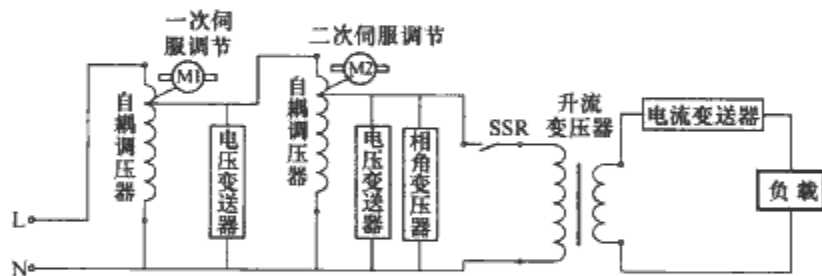 一次伺
服调节
M1
二次伺服调节
M2
自耦调压器
电压变送器
自耦调压器
电压变送器
相角变压器
SSR
升流
变压器
电流变送器
负载
L
N